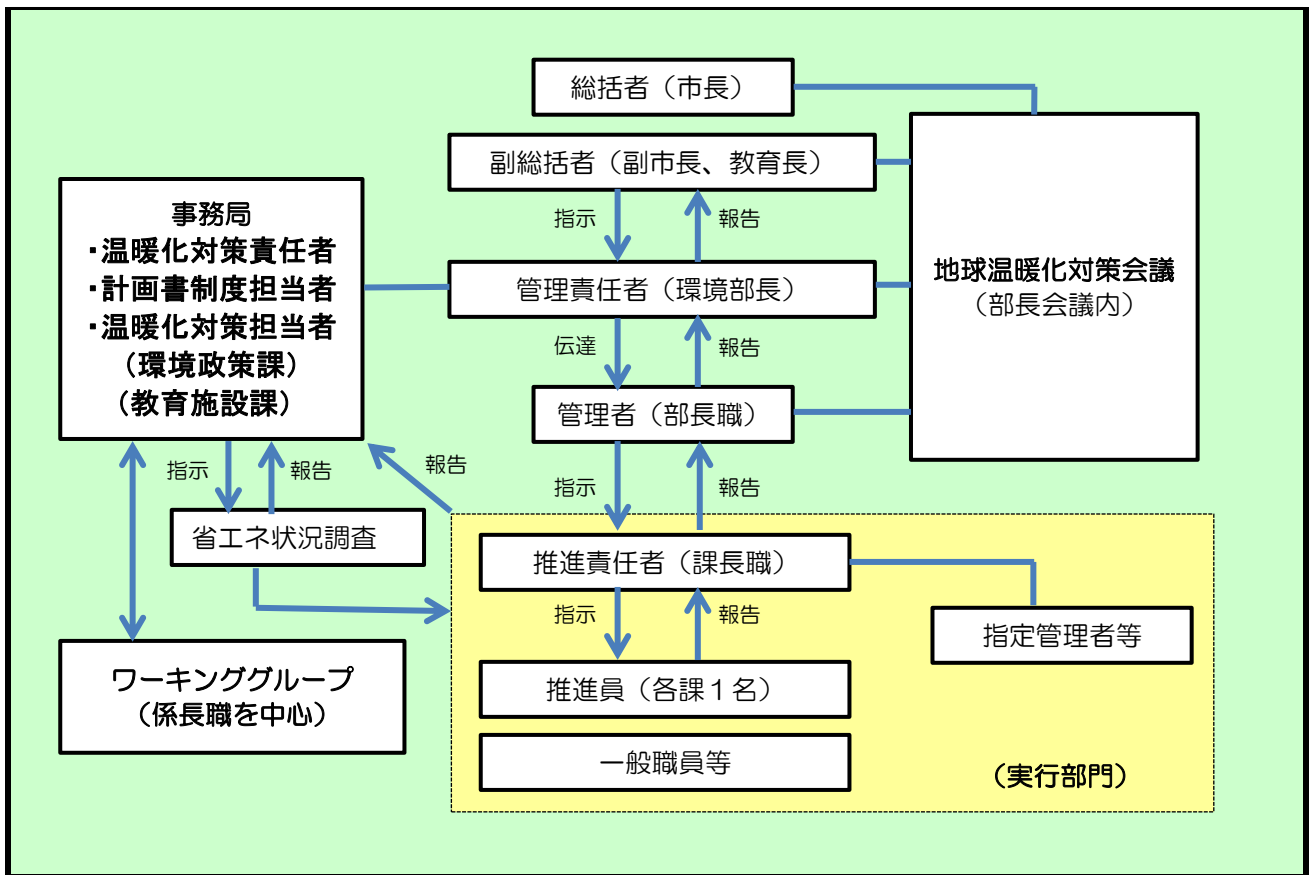 総括者（市長）
副総括者（副市長、教育長）
指示
報告
管理責任者（環境部長）
伝達
報告
管理者（部長職）
指示
報告
地球温暖化対策会議
（部長会議内）
事務局
・温暖化対策責任者
・計画書制度担当者
・温暖化対策担当者
（環境政策課）
（教育施設課）
指示
報告
報告
省エネ状況調査
ワーキンググループ
（係長職を中心）
推進責任者（課長職）
指示
報告
指定管理者等
推進員（各課１名）
一般職員等
（実行部門）